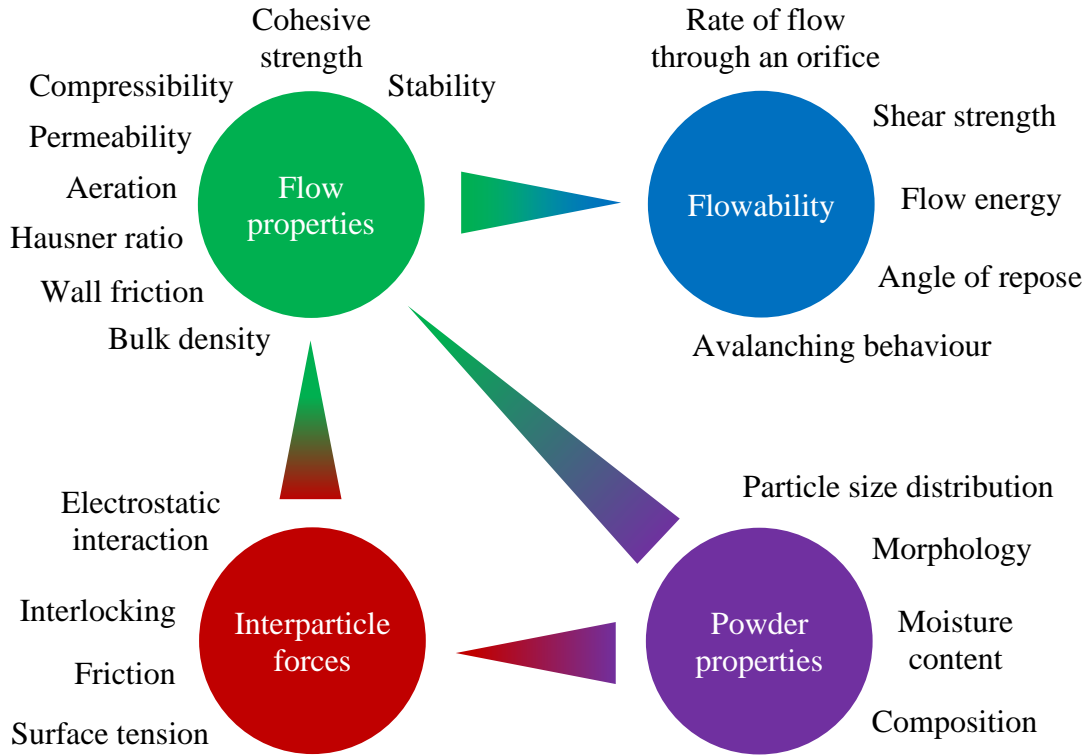 Cohesive
strength
Compressibility
Stability
Permeability
Aeration
Hausner ratio
Wall friction
Bulk density
Flow
properties
Rate of flow
through an orifice
Shear strength
Flow energy
Angle of repose
Avalanching behaviour
Flowability
Electrostatic
interaction
Interlocking
Friction
Surface tension
Interparticle
forces
Particle size distribution
Morphology
Moisture
content
Composition
Powder
properties